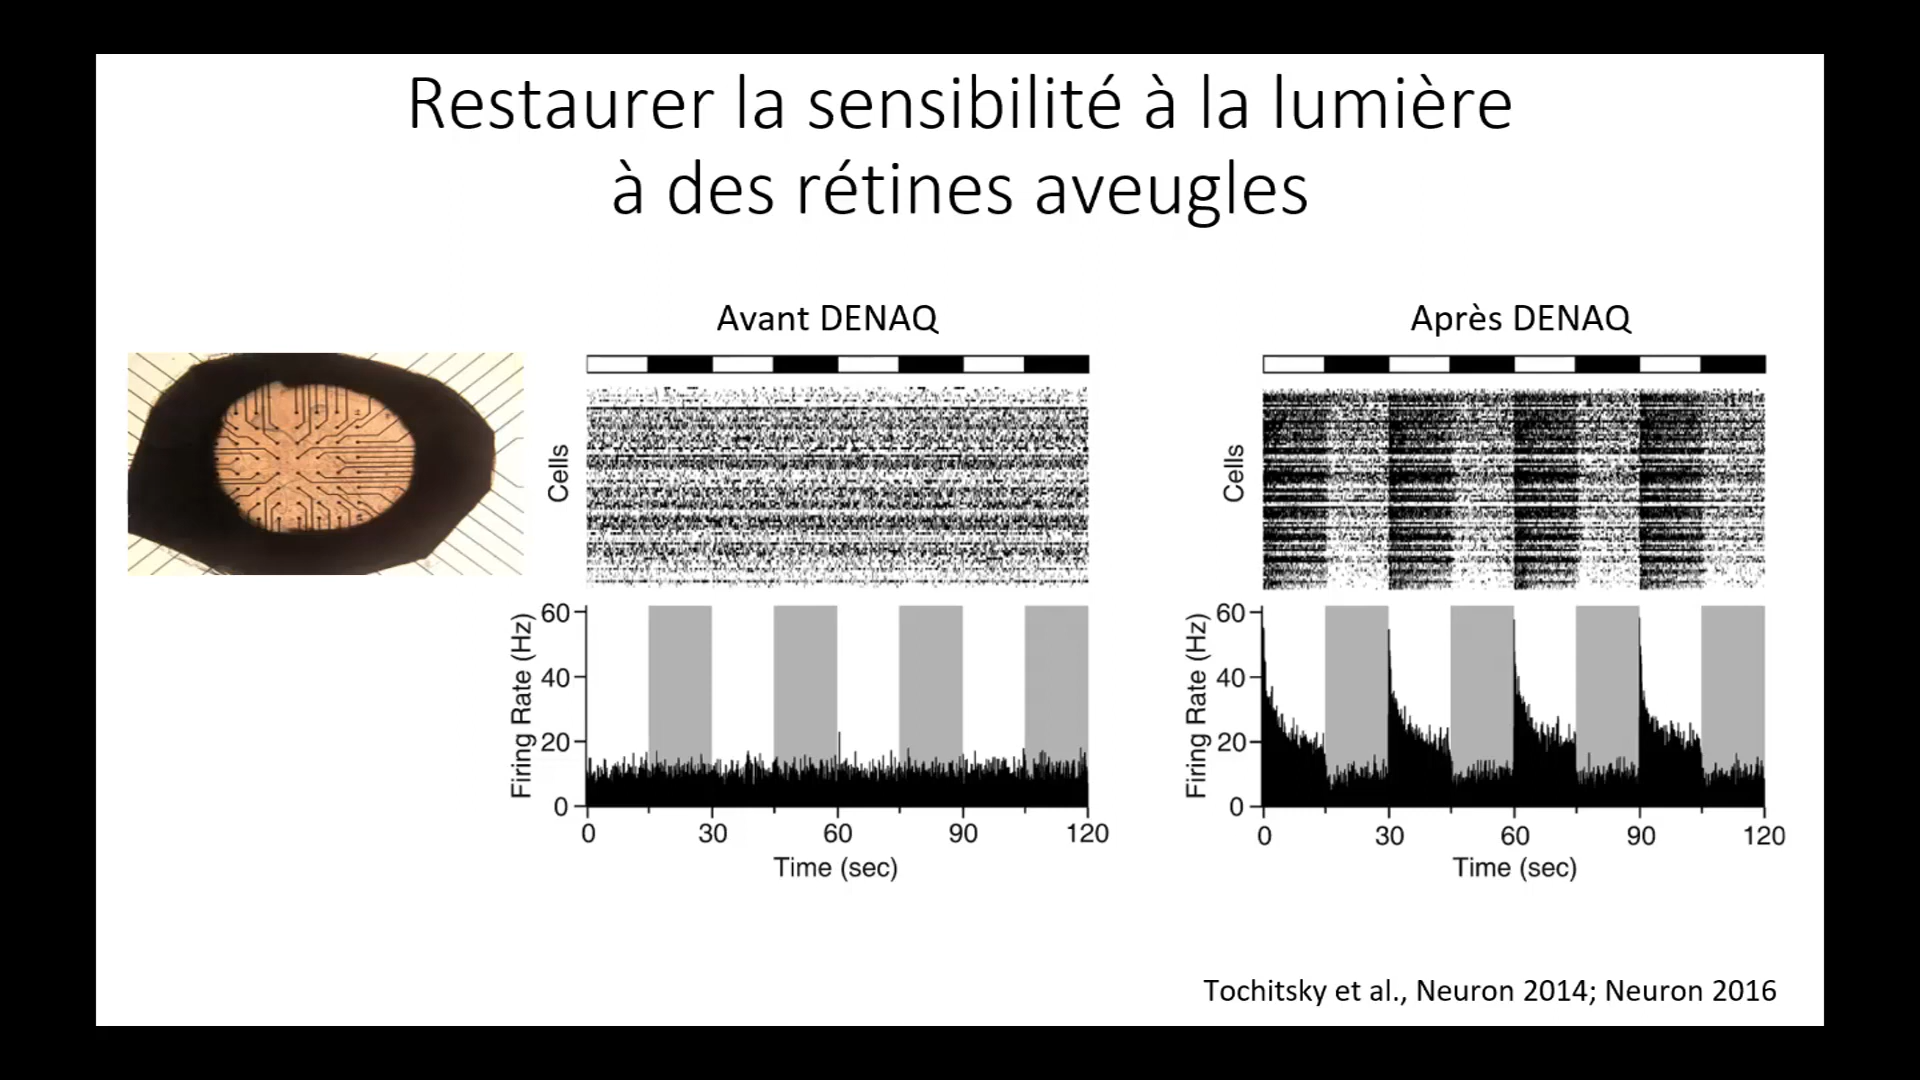 Restaurer la sensibilité à la lumière
à des rétines aveugles
Avant DENAQ
Cells
Firing Rate (Hz)
60
40
20
0
0 30 60 90 120
Time (sec)
Après DENAQ
Cells
Firing Rate (Hz)
60
40
20
0
0 30 60 90 120
Time (sec)
Tochitsky et al., Neuron 2014; Neuron 2016